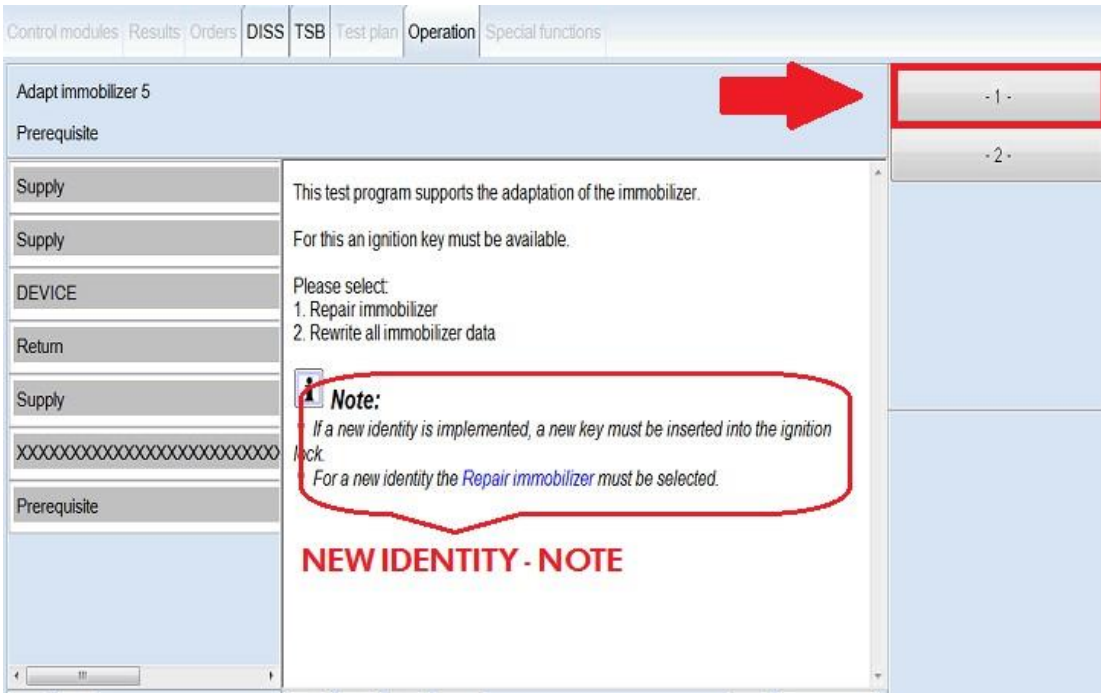 Control modules Results Orders DISS TSB Test plan Operation Special functions
Adapt immobilizer 5
Prerequisite
- 1 -
- 2 -
Supply
Supply
DEVICE
Return
Supply
XXXXXXXXXXXXXXXXXXXXXXXXX
Prerequisite
This test program supports the adaptation of the immobilizer.
For this an ignition key must be available.
Please select:
1. Repair immobilizer
2. Rewrite all immobilizer data
Note:
If a new identity is implemented, a new key must be inserted into the ignition
lock.
For a new identity the Repair immobilizer must be selected.
NEW IDENTITY - NOTE